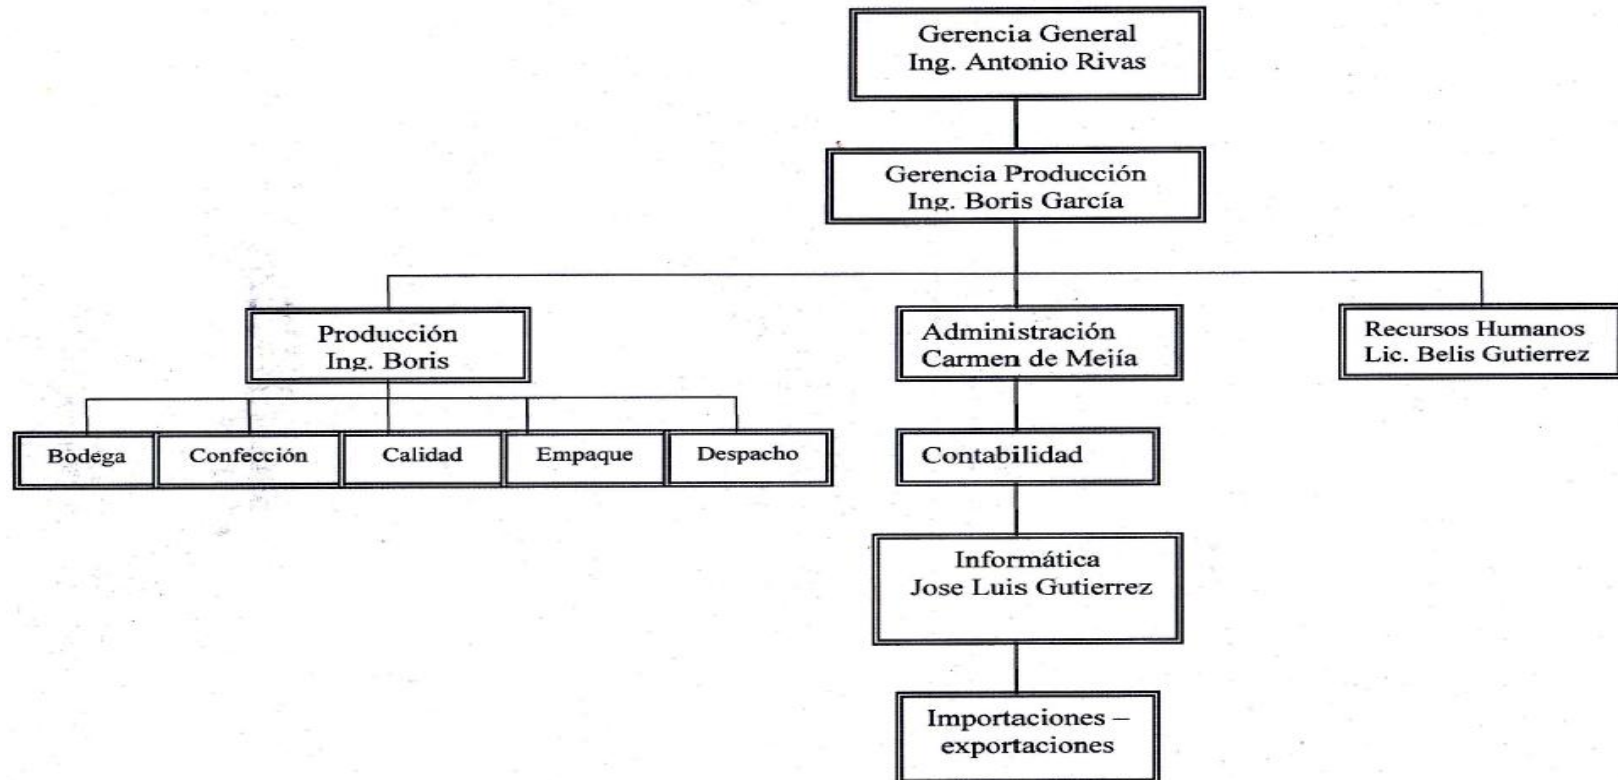 Gerencia General
Ing. Antonio Rivas
Gerencia Producción
Ing. Boris García
Producción
Ing. Boris
Administración
Carmen de Mejía
Recursos Humanos
Lic. Belis Gutierrez
Bodega
Confección
Calidad
Empaque
Despacho
Contabilidad
Informática
Jose Luis Gutierrez
Importaciones –
exportaciones